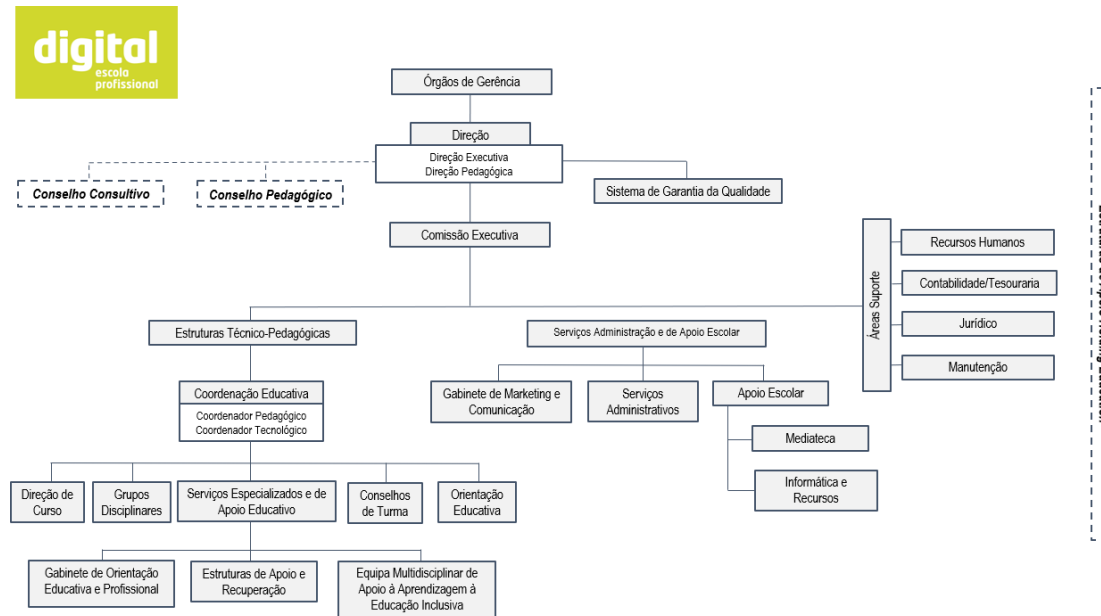 digital
escola
profissional
Órgãos de Gerência
Direção
Direção Executiva
Direção Pedagógica
Conselho Consultivo
Conselho Pedagógico
Sistema de Garantia da Qualidade
Comissão Executiva
Áreas Suporte
Recursos Humanos
Contabilidade/Tesouraria
Jurídico
Manutenção
Estruturas Técnico-Pedagógicas
Serviços Administração e de Apoio Escolar
Coordenação Educativa
Coordenador Pedagógico
Coordenador Tecnológico
Gabinete de Marketing e
Comunicação
Serviços
Administrativos
Apoio Escolar
Mediateca
Informática e
Recursos
Direção de
Curso
Grupos
Disciplinares
Serviços Especializados e de
Apoio Educativo
Conselhos
de Turma
Orientação
Educativa
Gabinete de Orientação
Educativa e Profissional
Estruturas de Apoio e
Recuperação
Equipa Multidisciplinar de
Apoio à Aprendizagem à
Educação Inclusiva